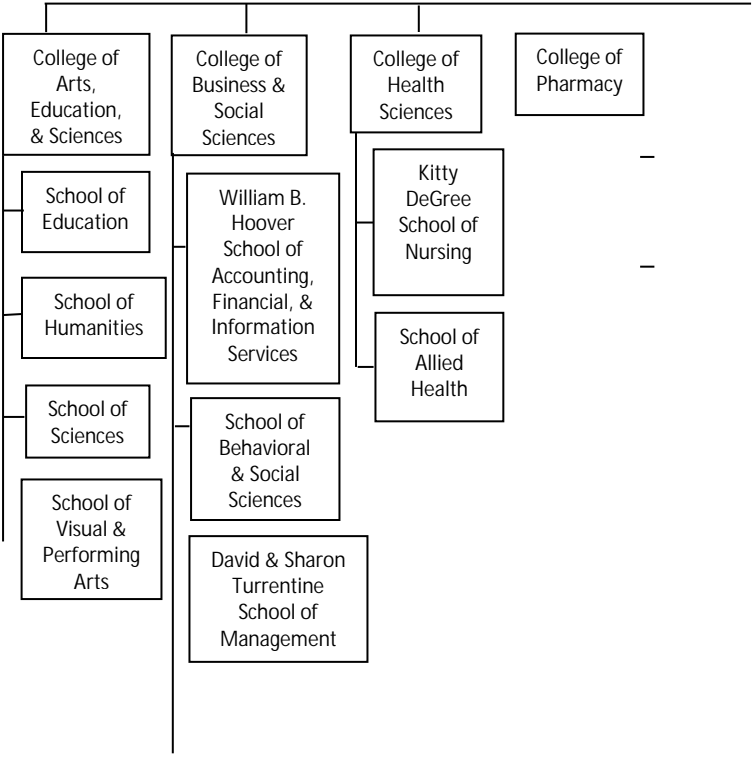 College of
Arts,
Education,
& Sciences
School of
Education
School of
Humanities
School of
Sciences
School of
Visual &
Performing
Arts
College of
Business &
Social
Sciences
William B.
Hoover
School of
Accounting,
Financial, &
Information
Services
School of
Behavioral
& Social
Sciences
David & Sharon
Turrentine
School of
Management
College of
Health
Sciences
Kitty
DeGree
School of
Nursing
School of
Allied
Health
College of
Pharmacy